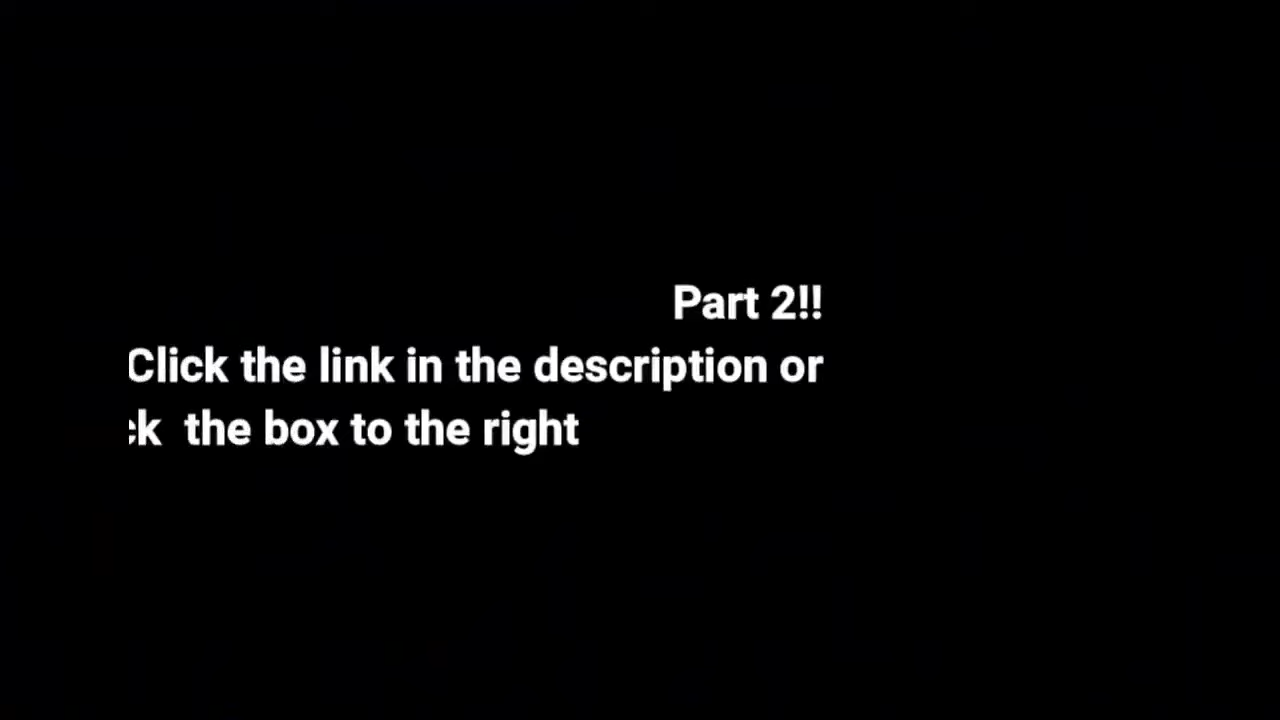 Part 2!!
Click the link in the description or
the box to the right